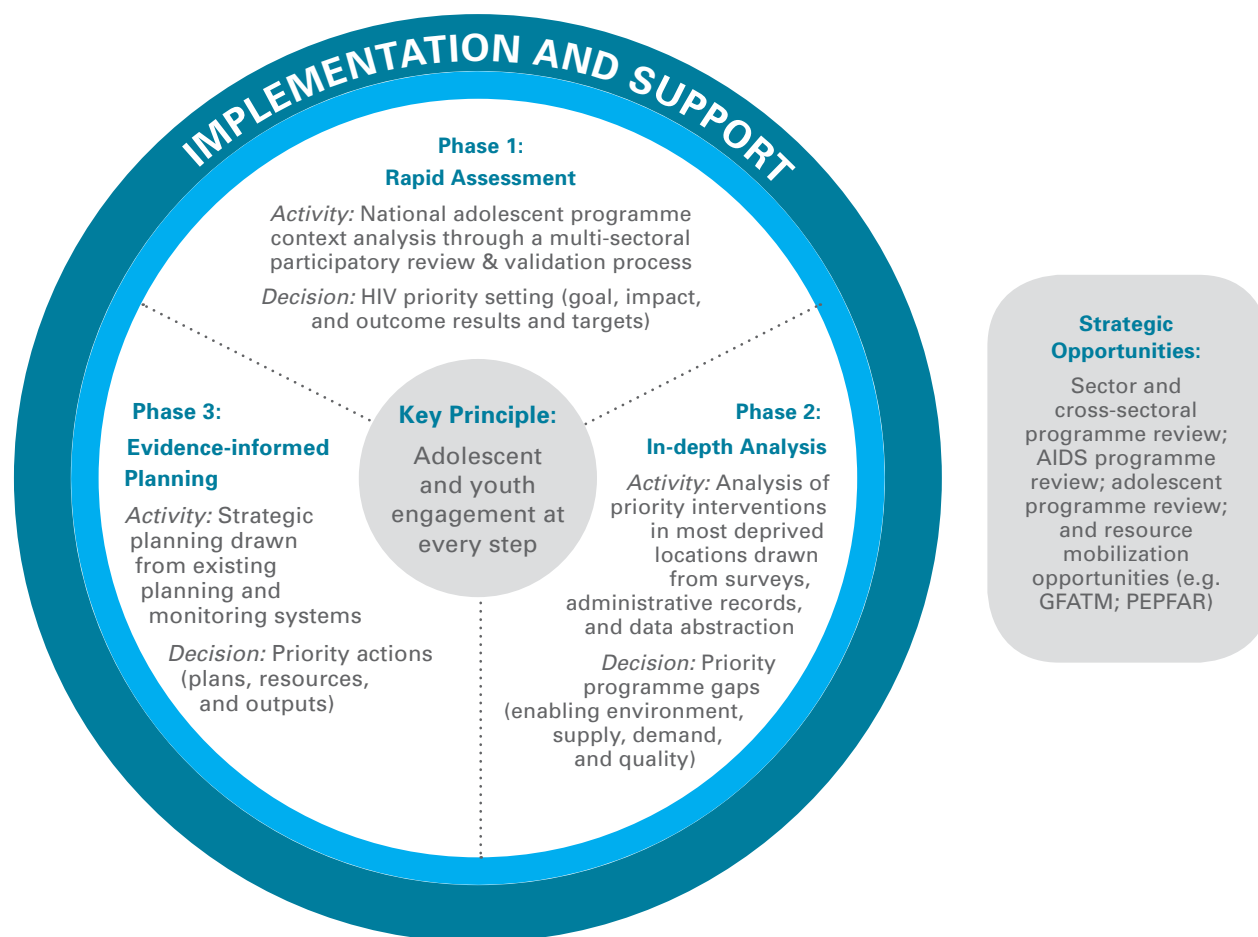 IMPLEMENTATION AND SUPPORT
Phase 1:
Rapid Assessment
Activity: National adolescent programme
context analysis through a multi-sectoral
participatory review & validation process
Decision: HIV priority setting (goal, impact,
and outcome results and targets)
Key Principle:
Adolescent
and youth
engagement at
every step
Phase 2:
In-depth Analysis
Activity: Analysis of
priority interventions
in most deprived
locations drawn
from surveys,
administrative records,
and data abstraction
Decision: Priority
programme gaps
(enabling environment,
supply, demand,
and quality)
Phase 3:
Evidence-informed
Planning
Activity: Strategic
planning drawn
from existing
planning and
monitoring systems
Decision: Priority actions
(plans, resources,
and outputs)
Strategic
Opportunities:
Sector and
cross-sectoral
programme review;
AIDS programme
review; adolescent
programme review;
and resource
mobilization
opportunities (e.g.
GFATM; PEPFAR)